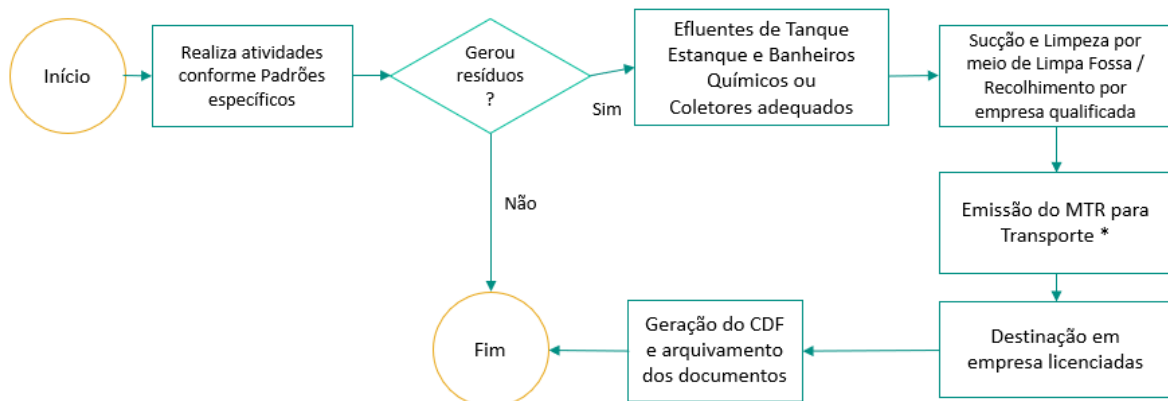 Início
Realiza atividades
conforme Padrões
específicos
Gerou
resíduos
?
Sim
Não
Efluentes de Tanque
Estanque e Banheiros
Químicos ou
Coletores adequados
Sucção e Limpeza por
meio de Limpa Fossa /
Recolhimento por
empresa qualificada
Emissão do MTR para
Transporte *
Destinação em
empresa licenciadas
Geração do CDF
e arquivamento
dos documentos
Fim